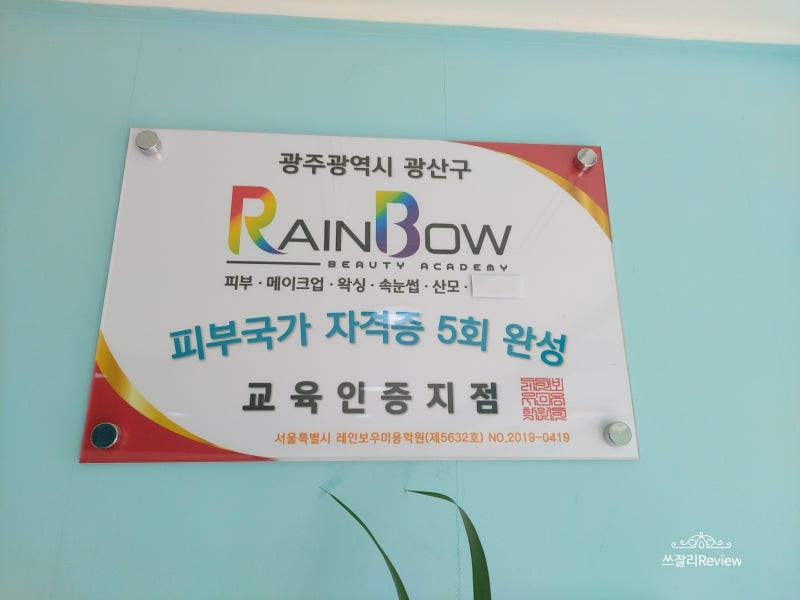 광주광역시 광산구
RAINBOW
BEAUTY ACADEMY
피부 · 메이크업 · 왁싱 · 속눈썹 · 산모 ·
피부국가 자격증 5회 완성
교육인증지점
서울특별시 레인보우미용학원(제5632호) NO.2019-0419
쓰잘리Review